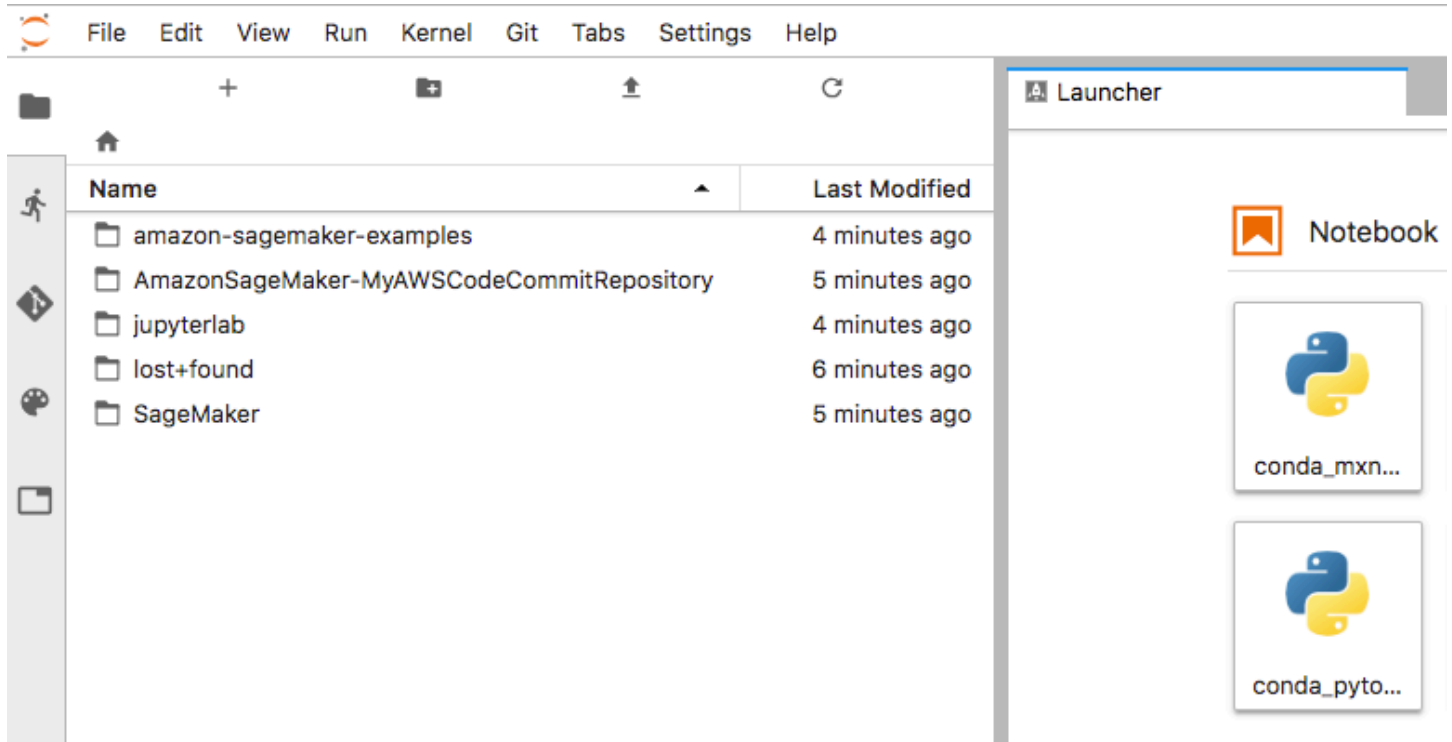 File Edit View Run Kernel Git Tabs Settings Help
Launcher
Name Last Modified
amazon-sagemaker-examples 4 minutes ago
AmazonSageMaker-MyAWSCodeCommitRepository 5 minutes ago
jupyterlab 4 minutes ago
lost+found 6 minutes ago
SageMaker 5 minutes ago
Notebook
conda_mxn...
conda_pyto...